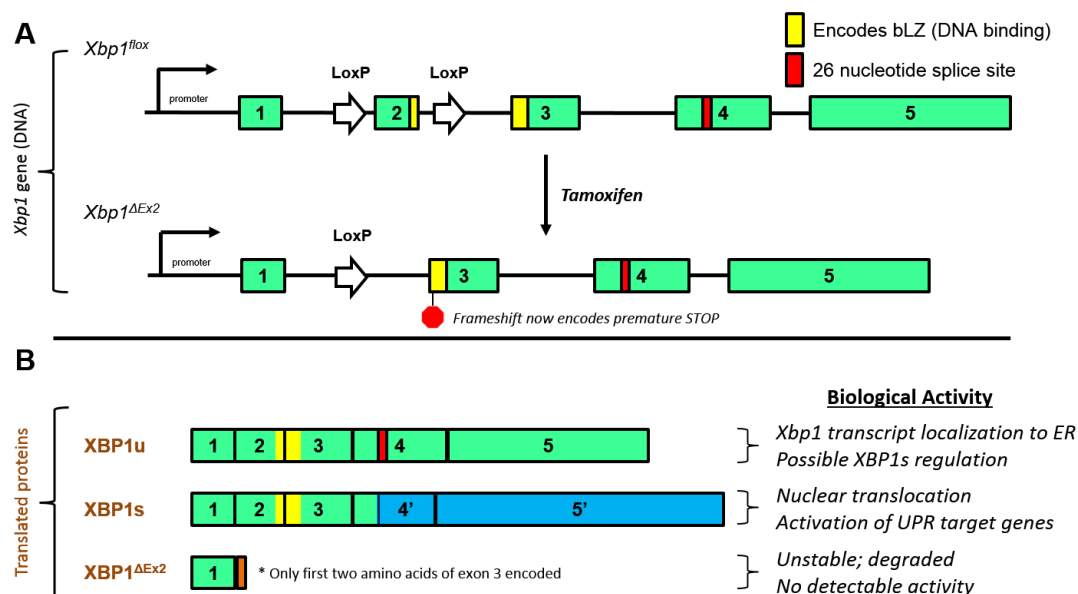 A
Xbp1flox
Encodes bLZ (DNA binding)
26 nucleotide splice site
LoxP
LoxP
promoter
1
2
3
4
5
Xbp1 gene (DNA)
Tamoxifen
Xbp1ΔEx2
LoxP
promoter
1
3
4
5
Frameshift now encodes premature STOP
B
Biological Activity
Translated proteins
XBP1u
1
2
3
4
5
Xbp1 transcript localization to ER
Possible XBP1s regulation
XBP1s
1
2
3
4’
5’
Nuclear translocation
Activation of UPR target genes
XBP1ΔEx2
1
* Only first two amino acids of exon 3 encoded
Unstable; degraded
No detectable activity